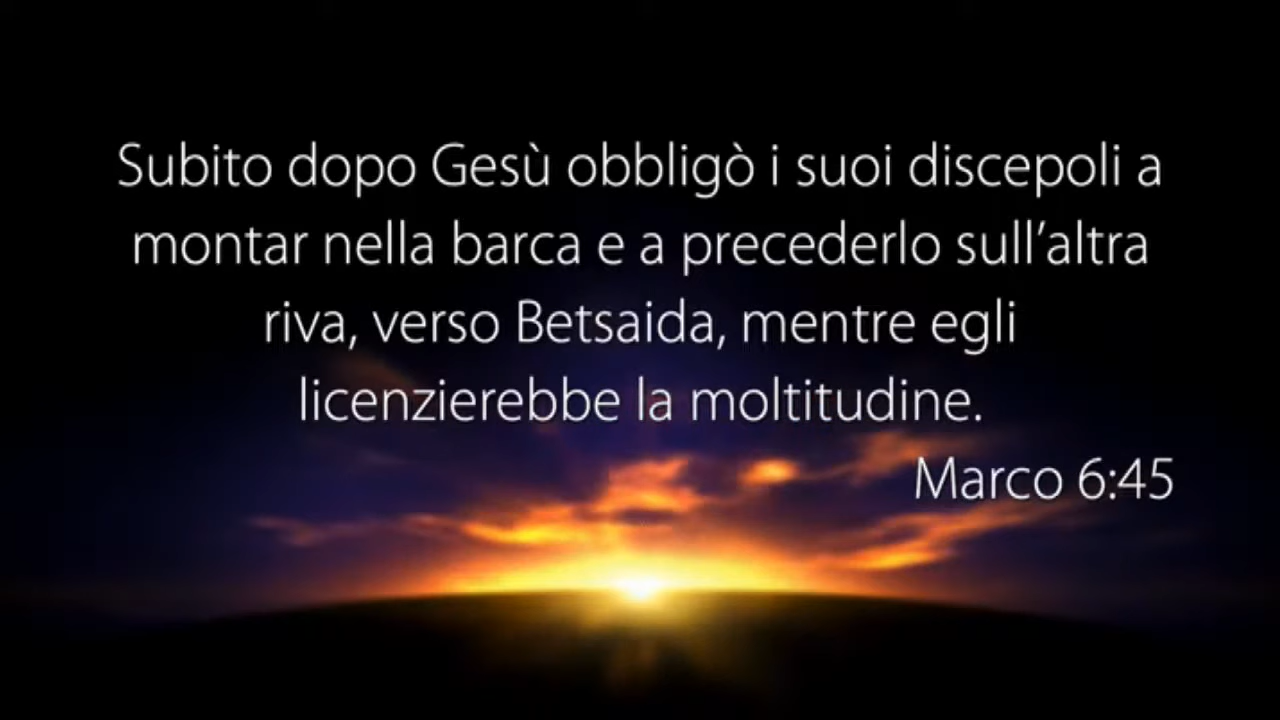 Subito dopo Gesù obbligò i suoi discepoli a
montar nella barca e a precederlo sull’altra
riva, verso Betsaida, mentre egli
licenzierebbe la moltitudine.
Marco 6:45